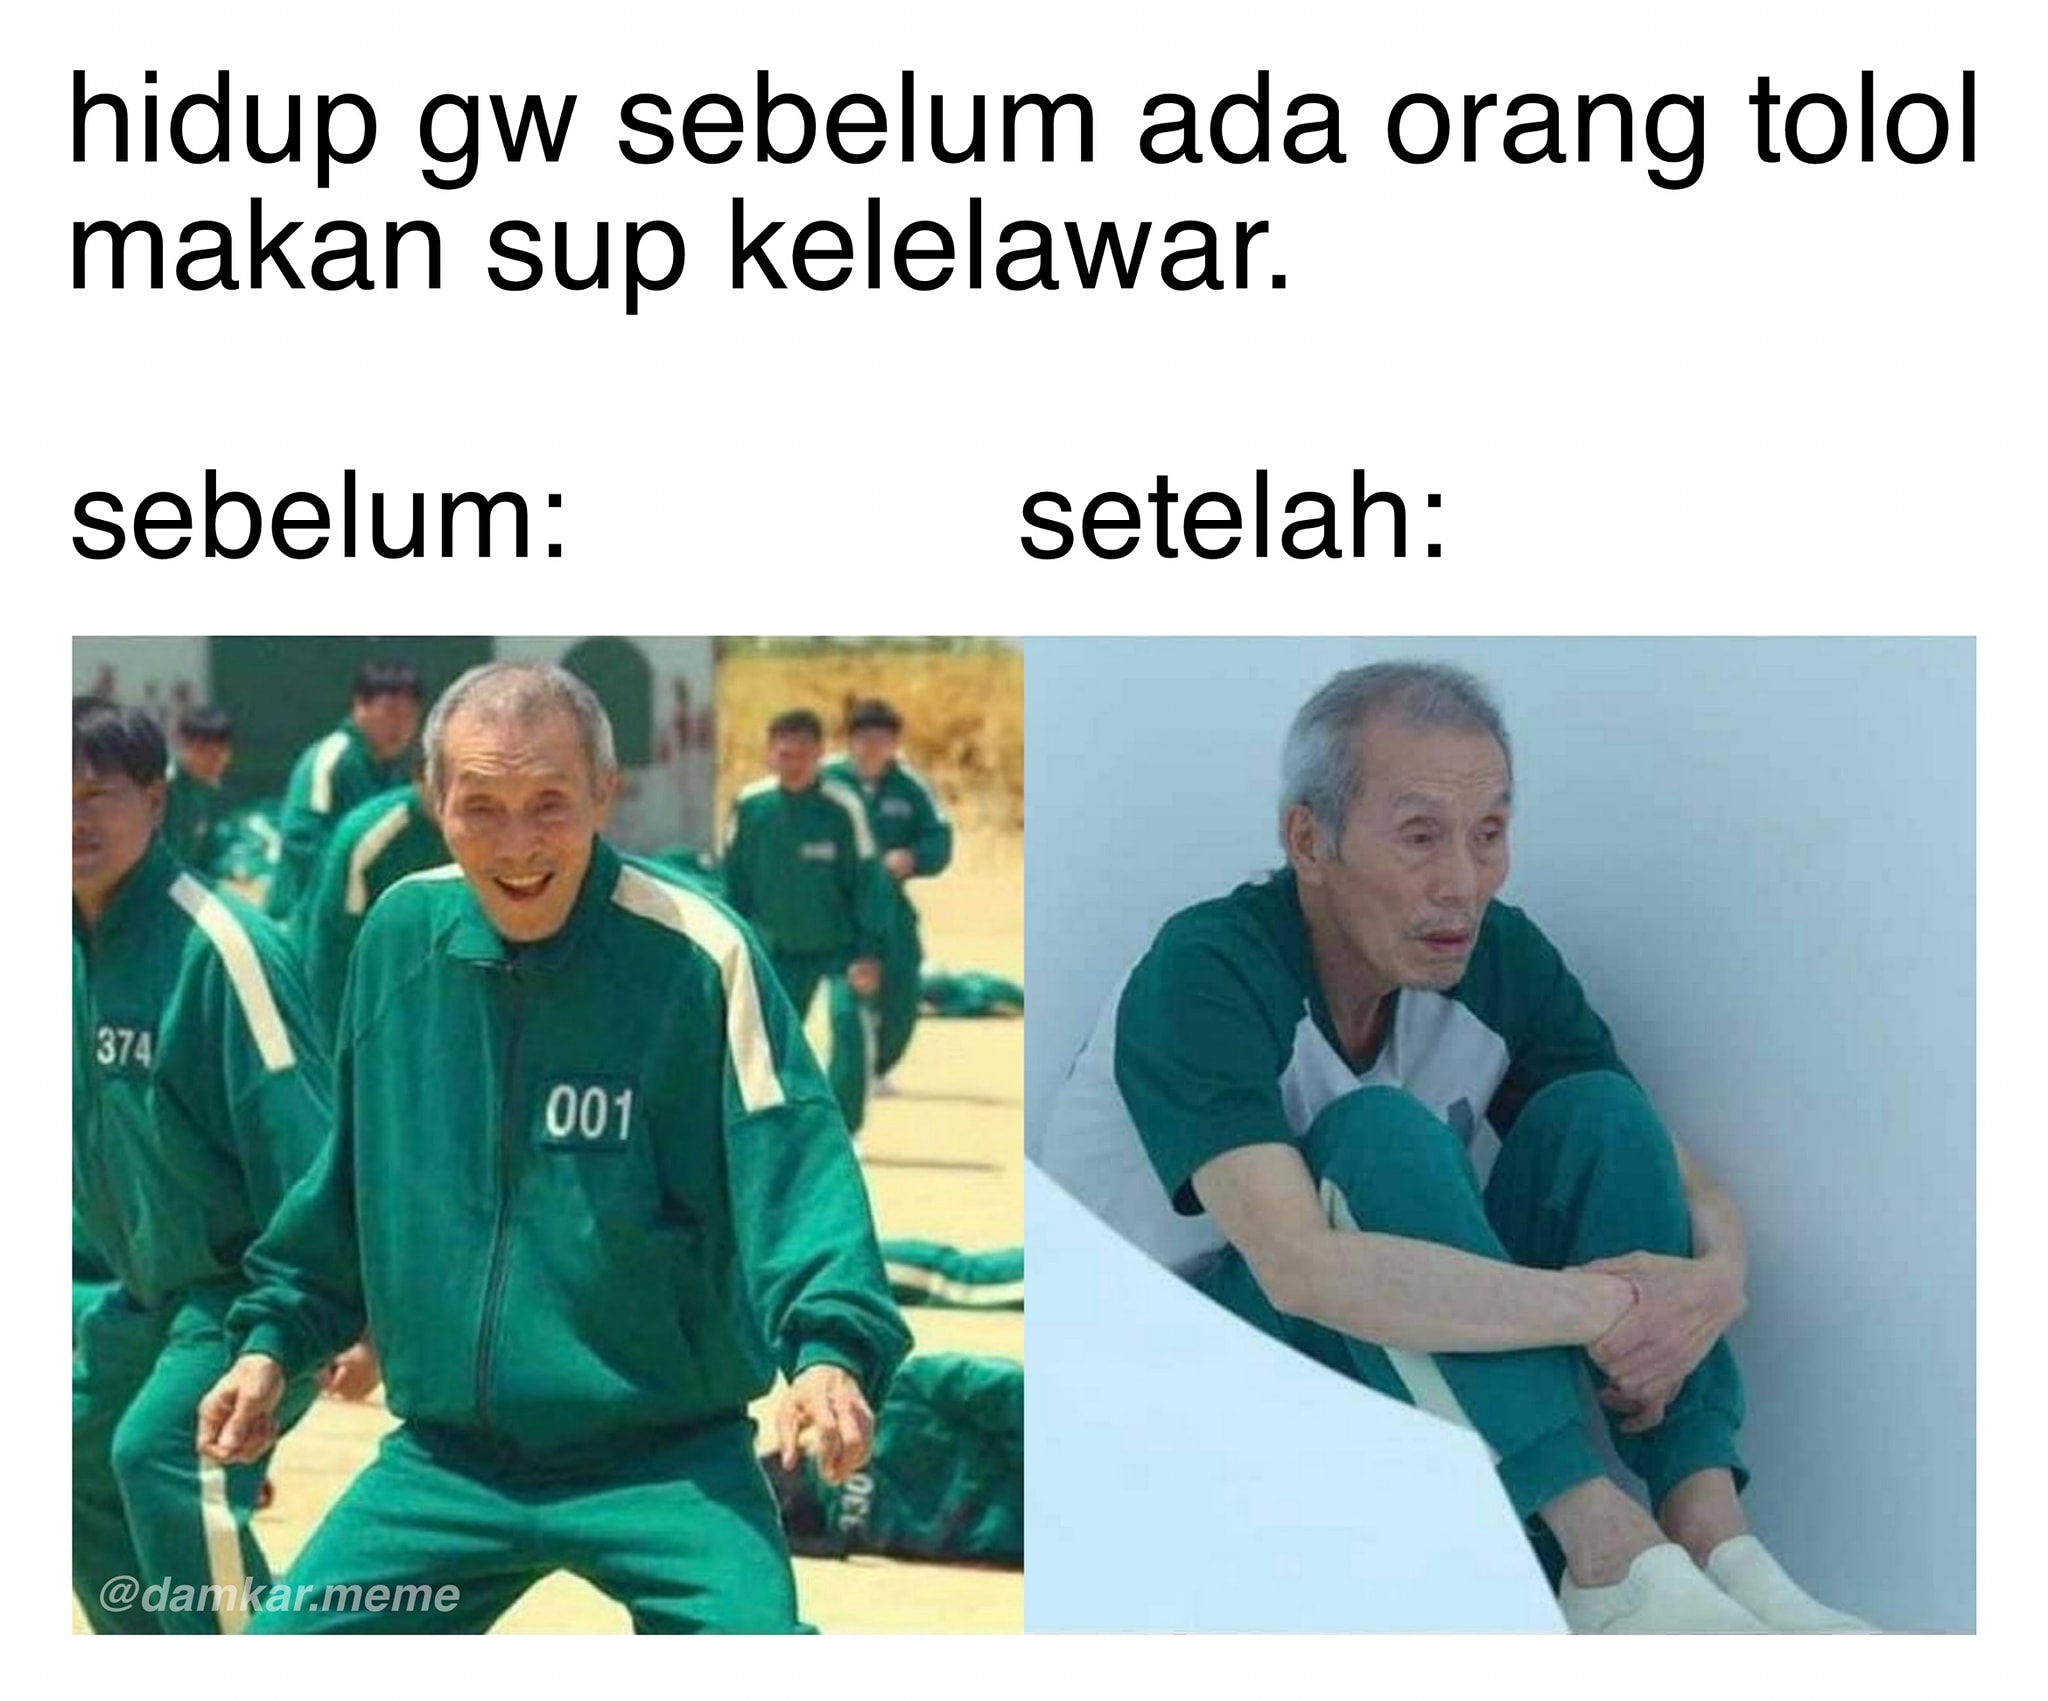 hidup gw sebelum ada orang tolol
makan sup kelelawar.
sebelum: setelah:
374
001
@damkar.meme